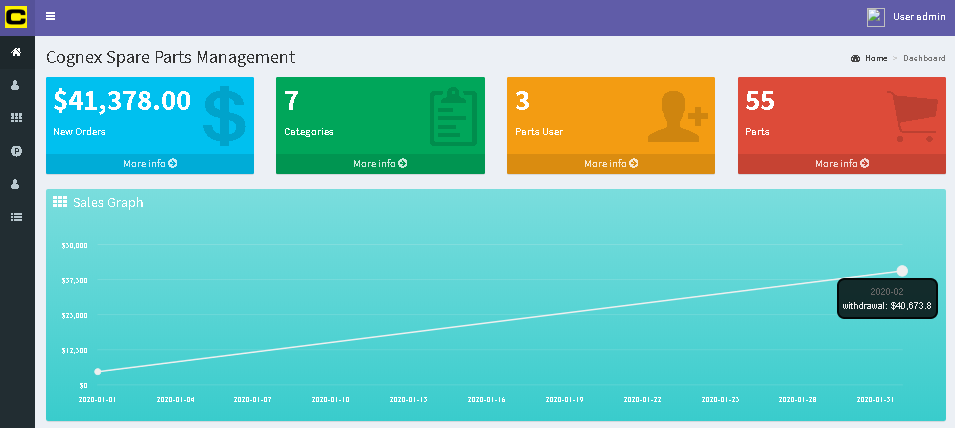 C
User admin
Cognex Spare Parts Management
Home > Dashboard
$41,378.00
New Orders
More info
7
Categories
More info
3
Parts User
More info
55
Parts
More info
Sales Graph
$50,000
$37,500
$25,000
$12,500
$0
2020-02
withdrawal: $40,673.8
2020-01-01
2020-01-04
2020-01-07
2020-01-10
2020-01-13
2020-01-16
2020-01-19
2020-01-22
2020-01-25
2020-01-28
2020-01-31